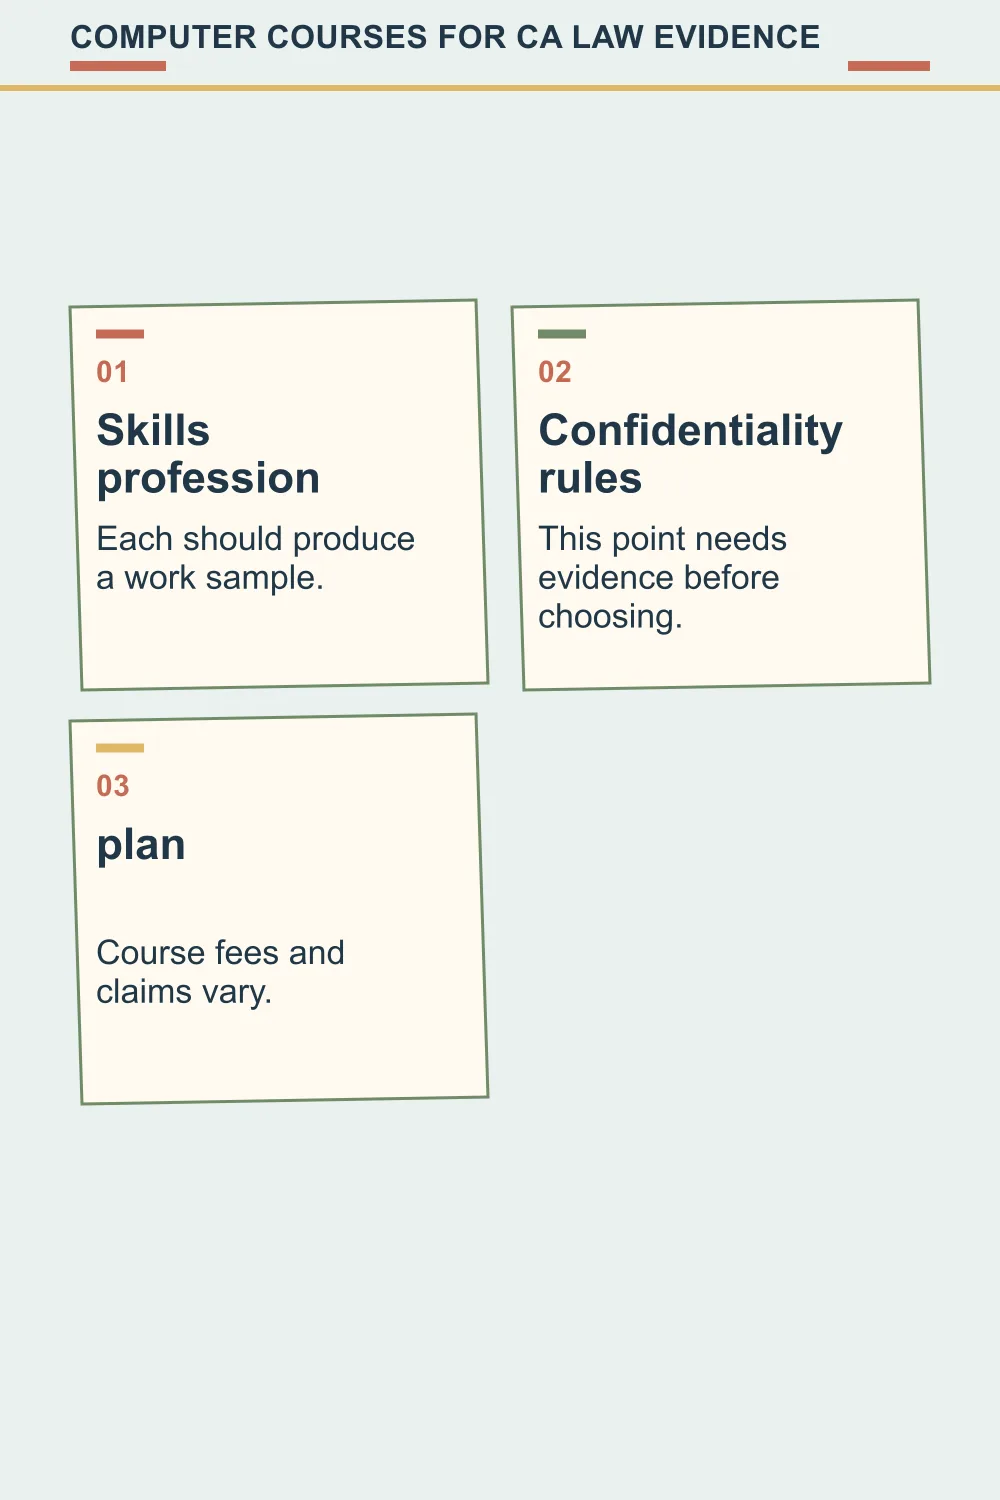 COMPUTER COURSES FOR CA LAW EVIDENCE
01
Skills
profession
Each should produce
a work sample.
02
Confidentiality
rules
This point needs
evidence before
choosing.
03
plan
Course fees and
claims vary.